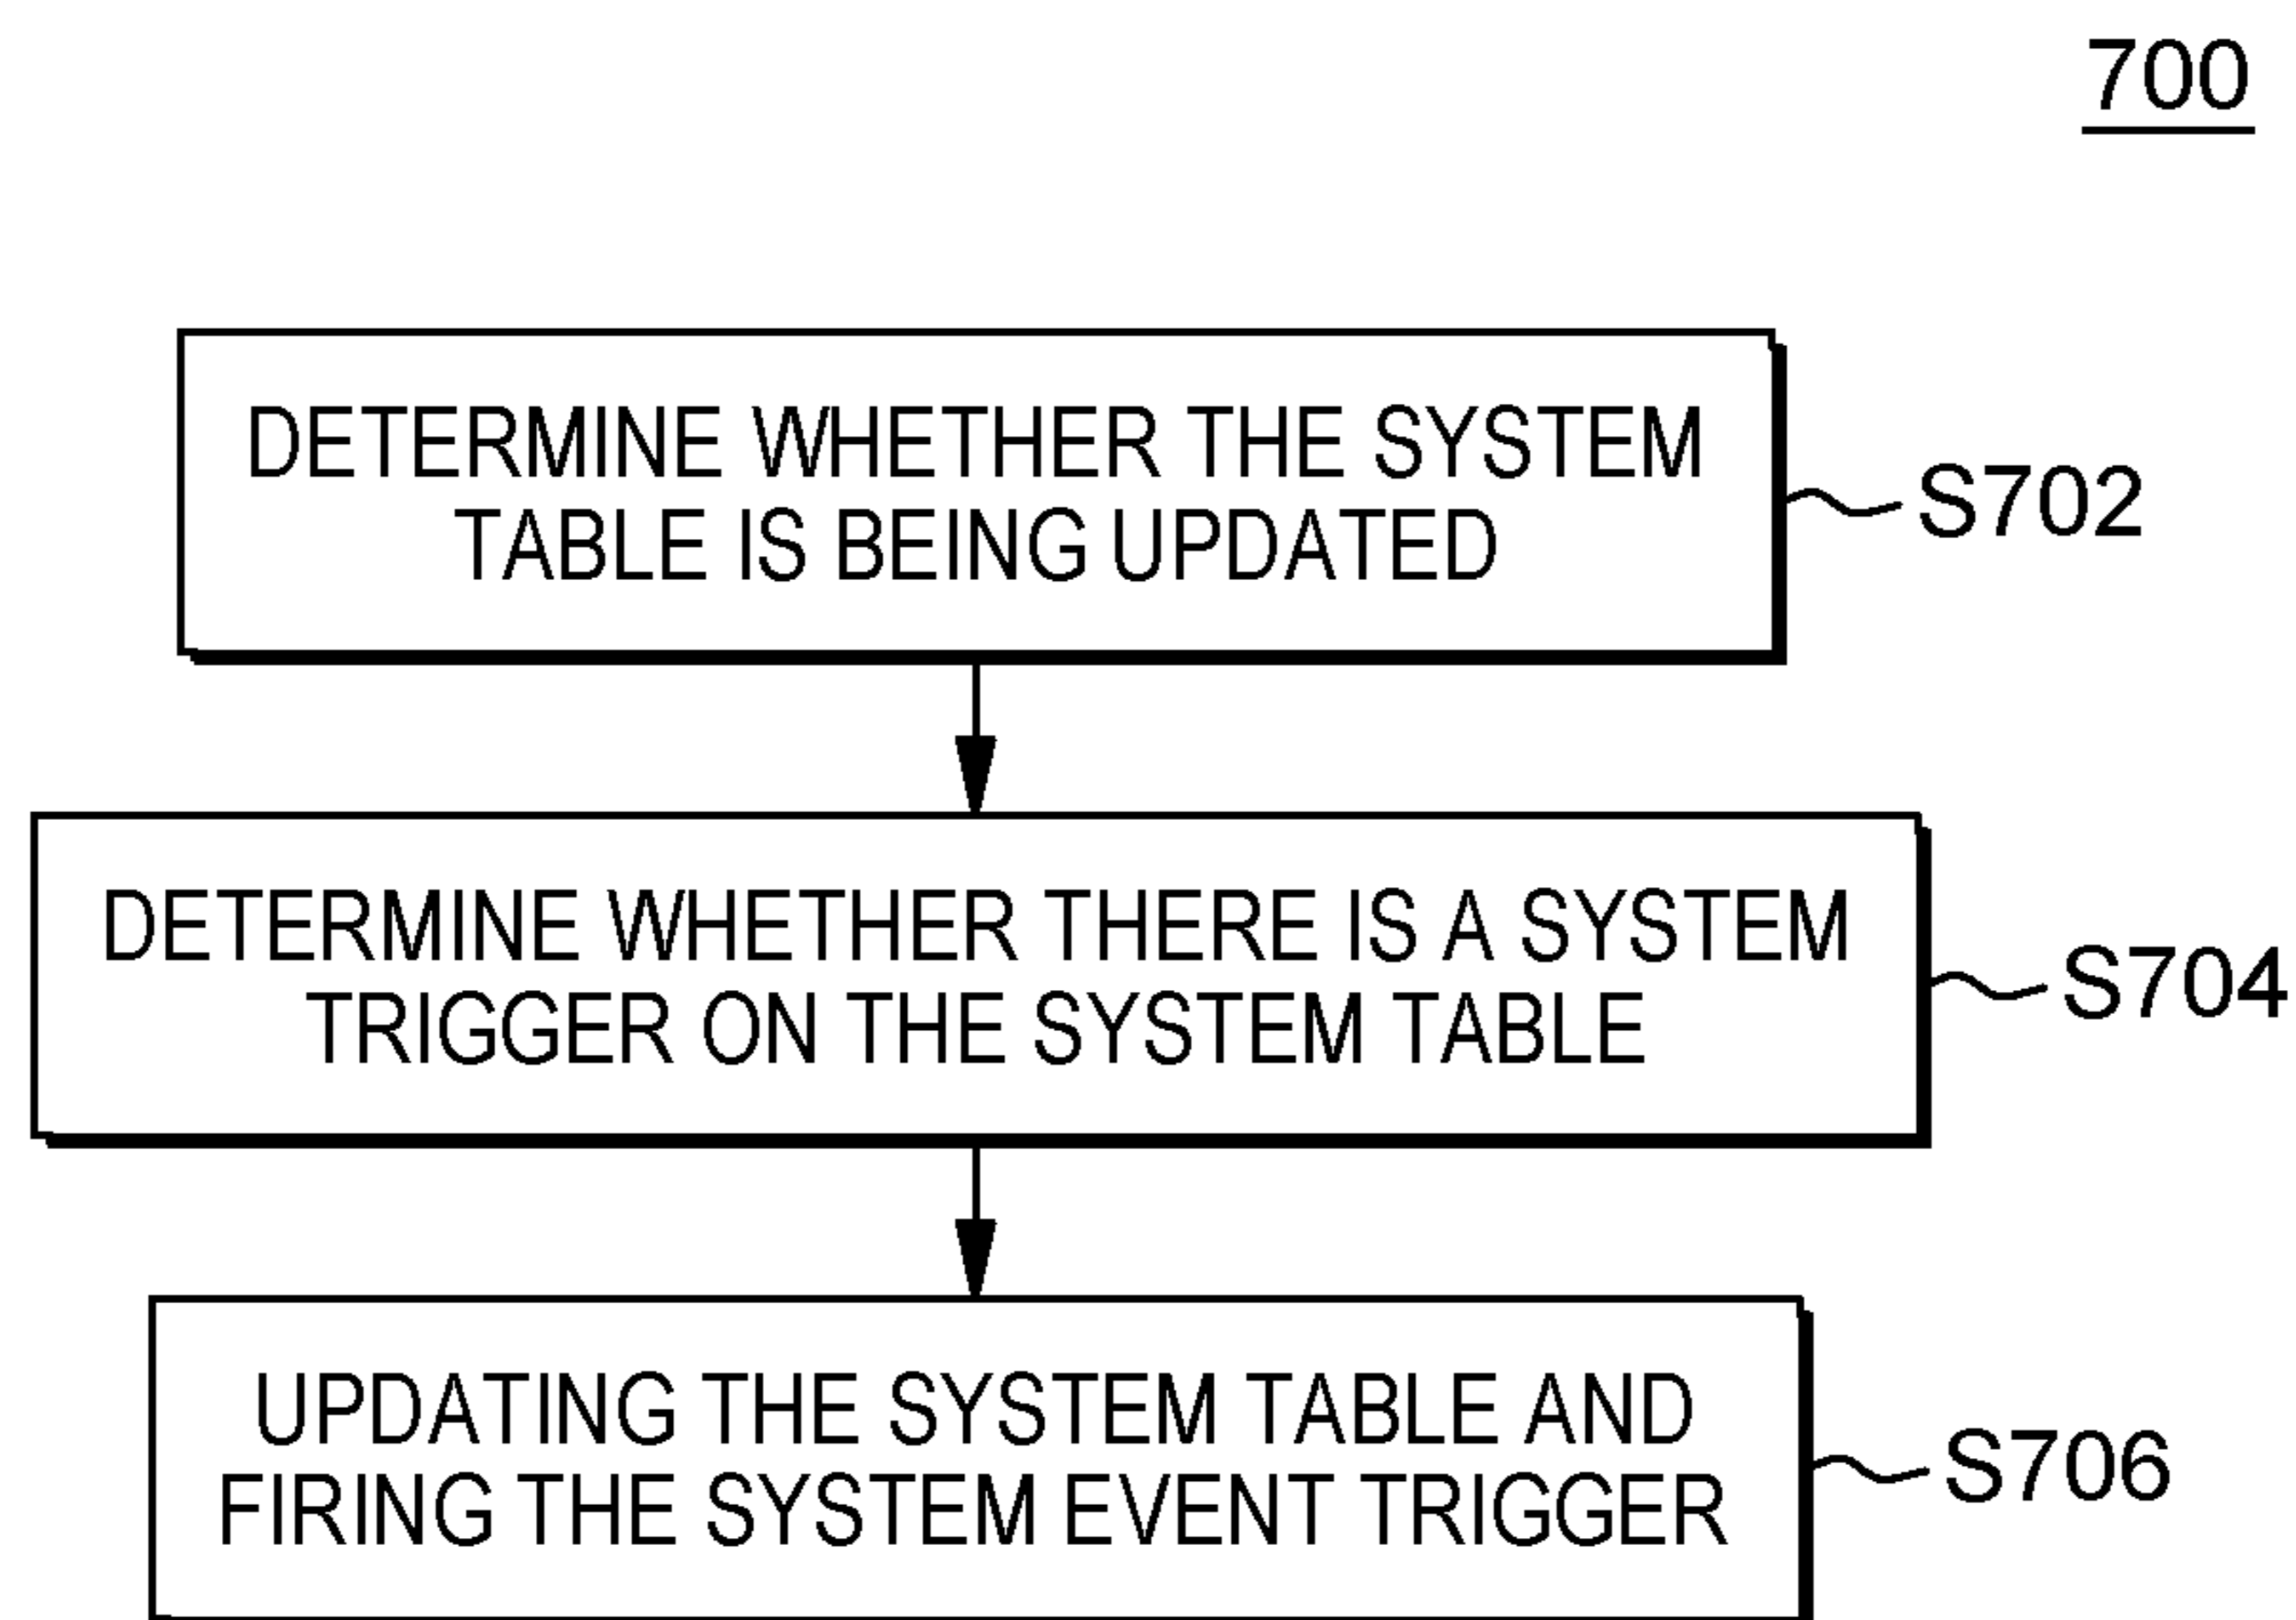 700
DETERMINE WHETHER THE SYSTEM
TABLE IS BEING UPDATED
S702
DETERMINE WHETHER THERE IS A SYSTEM
TRIGGER ON THE SYSTEM TABLE
S704
UPDATING THE SYSTEM TABLE AND
FIRING THE SYSTEM EVENT TRIGGER
S706